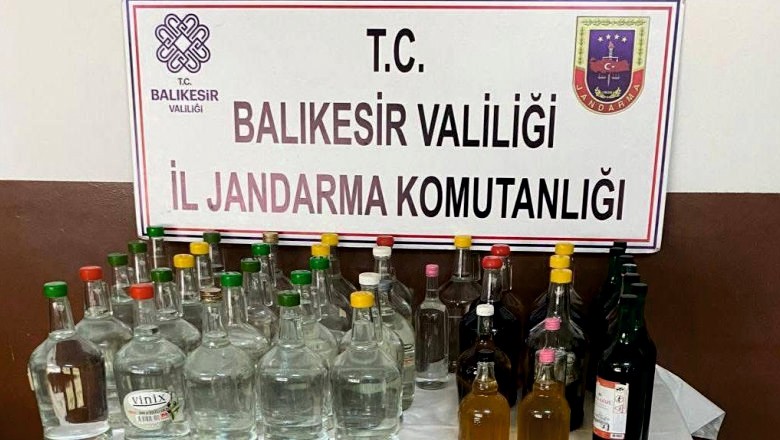 T.C.
BALIKESİR
VALİLİĞİ
T.C.
BALIKESİR VALİLİĞİ
İL JANDARMA KOMUTANLIĞI
JANDARMA
vinix